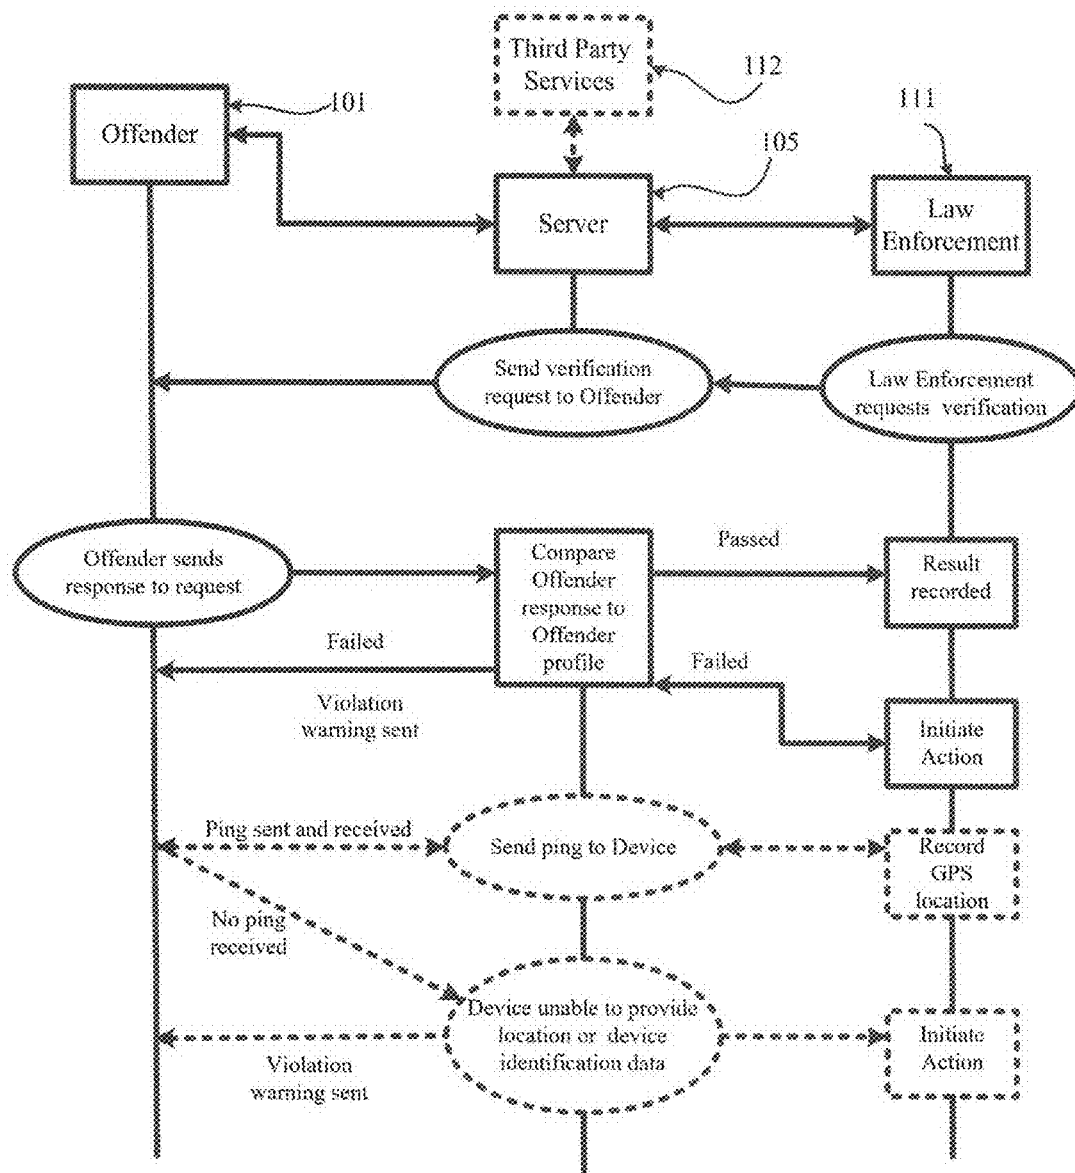 Third Party
Services
112
101
Offender
111
105
Server
Law
Enforcement
Send verification
request to Offender
Law Enforcement
requests verification
Offender sends
response to request
Compare
Offender
response to
Offender
profile
Passed
Result
recorded
Failed
Failed
Violation
warning sent
Initiate
Action
Ping sent and received
Send ping to Device
Record
GPS
location
No ping
received
Device unable to provide
location or device
identification data
Initiate
Action
Violation
warning sent